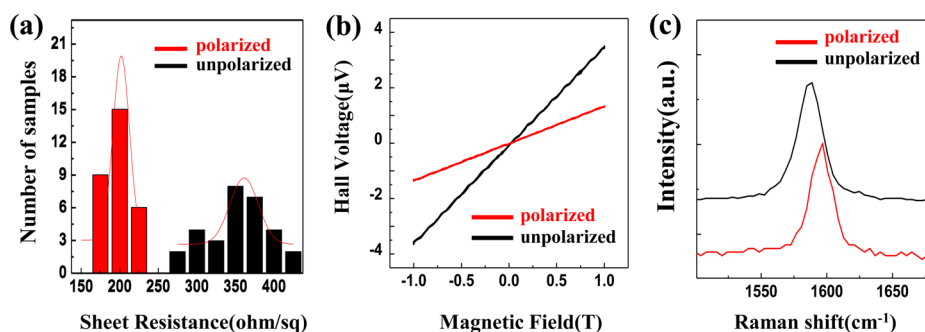 (a)
polarized
unpolarized
Number of samples
21
18
15
12
9
6
3
0
150 200 250 300 350 400
Sheet Resistance(ohm/sq)
(b)
Hall Voltage(μV)
4
2
0
-2
-4
polarized
unpolarized
-1.0 -0.5 0.0 0.5 1.0
Magnetic Field(T)
(c)
polarized
unpolarized
Intensity(a.u.)
1550 1600 1650
Raman shift(cm⁻¹)